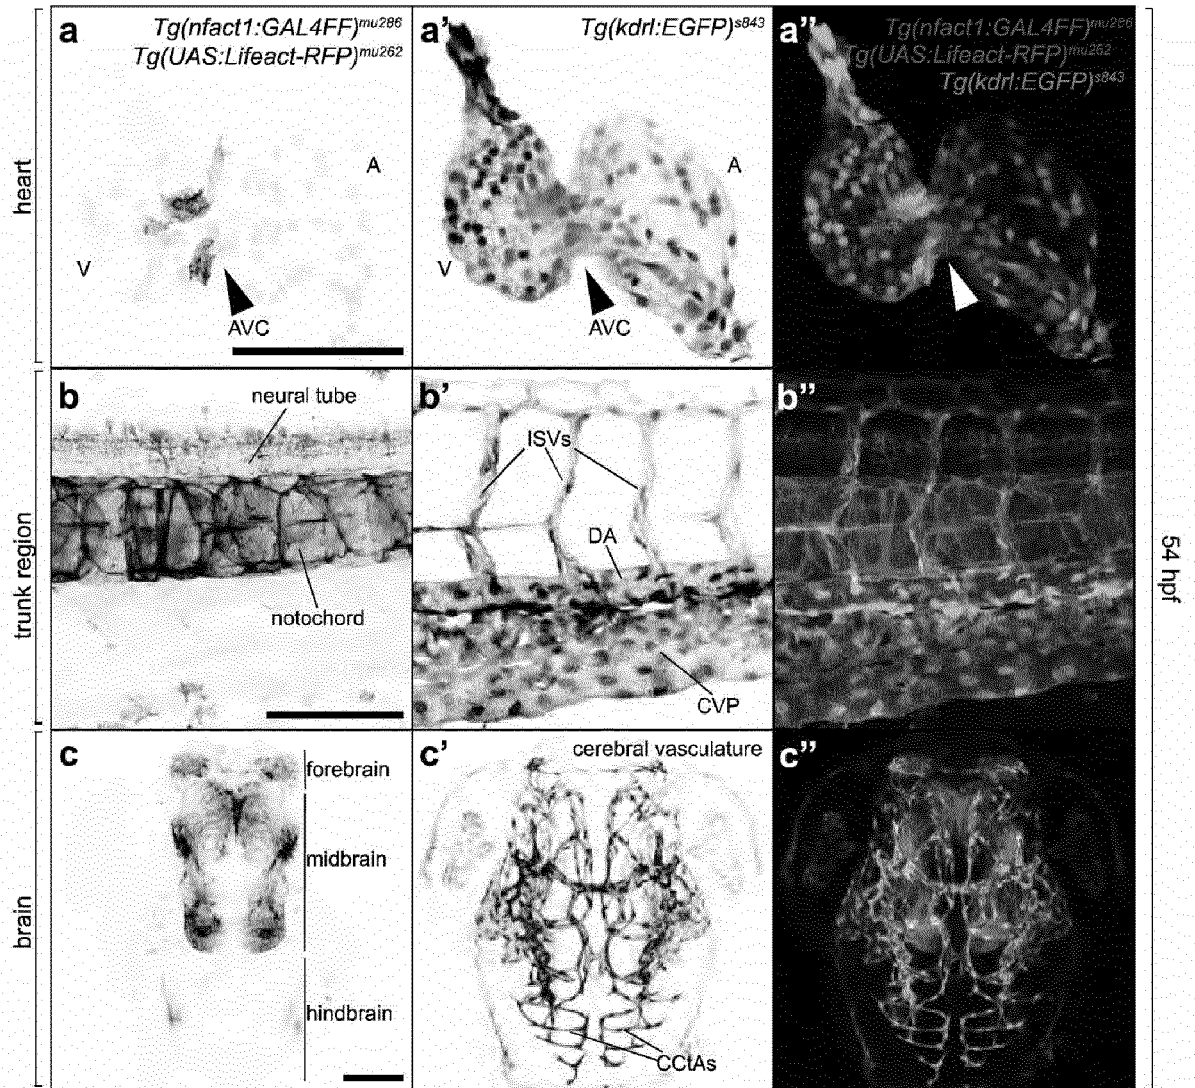 a
Tg(nfact1:GAL4FF)mu286
Tg(UAS:Lifeact-RFP)mu262
a’
Tg(kdrl:EGFP)s843
a”
Tg(nfact1:GAL4FF)mu286
Tg(UAS:Lifeact-RFP)mu262
Tg(kdrl:EGFP)s843
heart
A
V
AVC
A
V
AVC
b
neural tube
notochord
b’
ISVs
DA
CVP
b”
trunk region
54 hpf
c
forebrain
midbrain
hindbrain
c’
cerebral vasculature
CCtAs
c”
brain